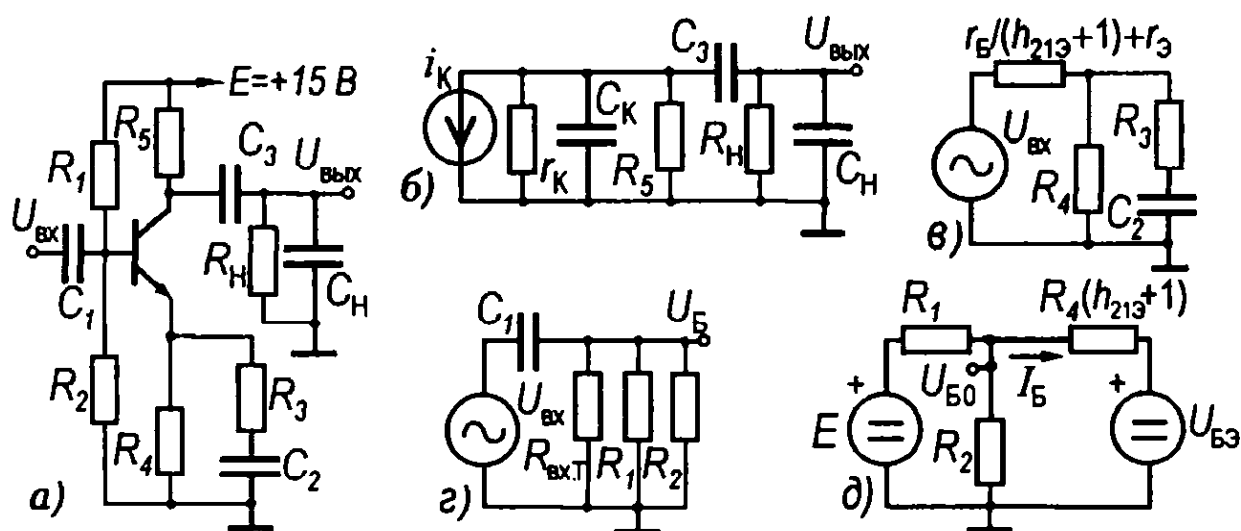 E=+15 В
R₅
R₁
C₃
Uвых
Uвх
C₁
Rн
Cн
R₂
R₃
R₄
C₂
а)
iк
C₃
Uвых
Cк
rк
R₅
Rн
Cн
б)
rБ/(h₂₁Э+1)+rЭ
Uвх
R₃
R₄
C₂
в)
C₁
UБ
Uвх
Rвх.т
R₁
R₂
г)
R₁
R₄(h₂₁Э+1)
+
UБ0
IБ
+
E
R₂
UБЭ
д)